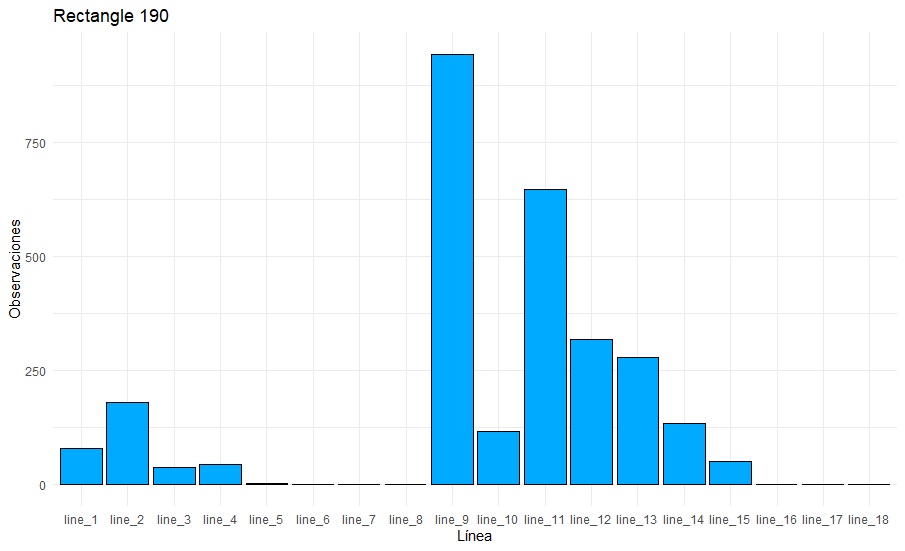 Rectangle 190
Observaciones
750
500
250
0
line_1 line_2 line_3 line_4 line_5 line_6 line_7 line_8 line_9 line_10 line_11 line_12 line_13 line_14 line_15 line_16 line_17 line_18
Línea